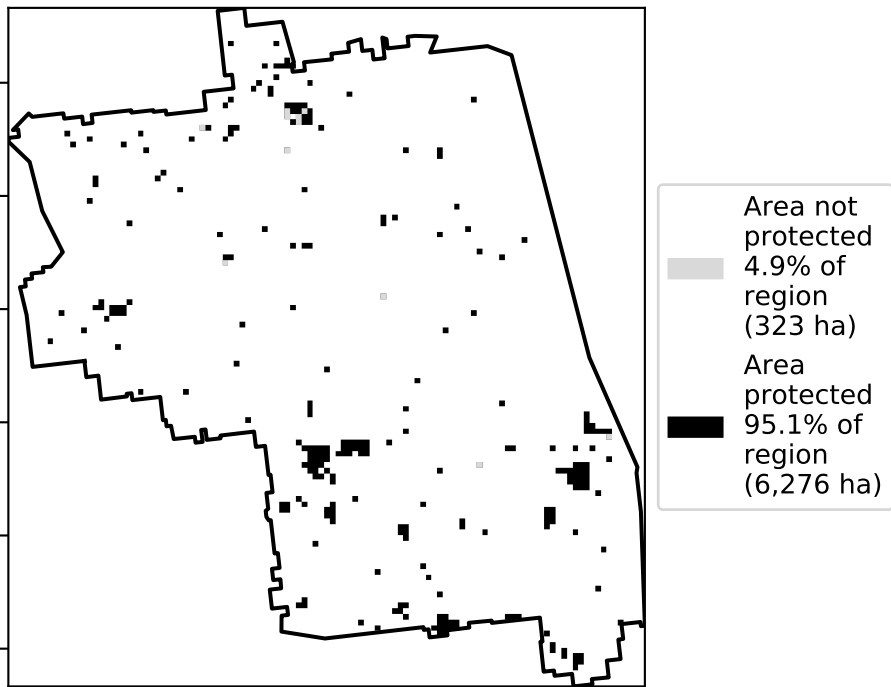 Area not
protected
4.9% of
region
(323 ha)
Area
protected
95.1% of
region
(6,276 ha)